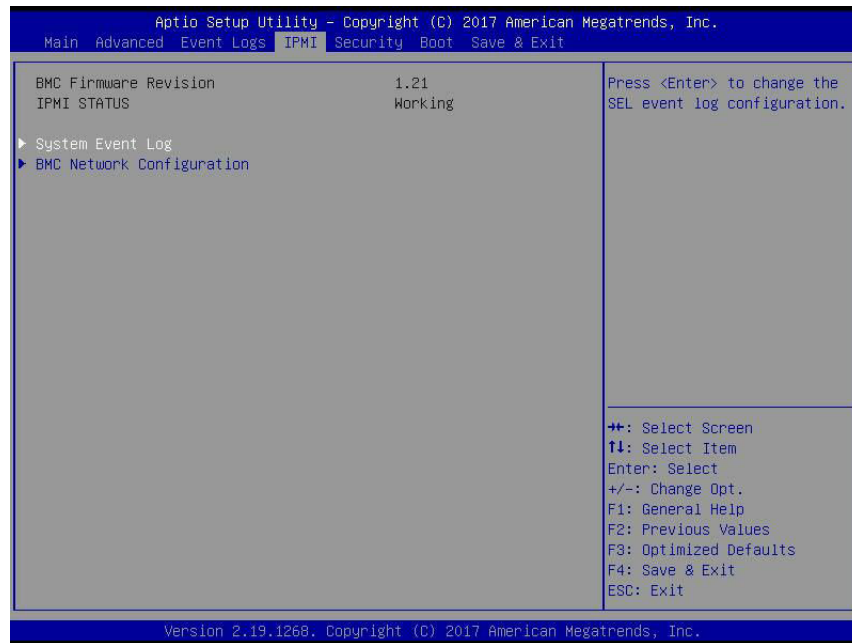 Aptio Setup Utility – Copyright (C) 2017 American Megatrends, Inc.
Main Advanced Event Logs IPMI Security Boot Save & Exit
BMC Firmware Revision 1.21
IPMI STATUS Working
▶ System Event Log
▶ BMC Network Configuration
Press <Enter> to change the
SEL event log configuration.
→←: Select Screen
↑↓: Select Item
Enter: Select
+/-: Change Opt.
F1: General Help
F2: Previous Values
F3: Optimized Defaults
F4: Save & Exit
ESC: Exit
Version 2.19.1268. Copyright (C) 2017 American Megatrends, Inc.